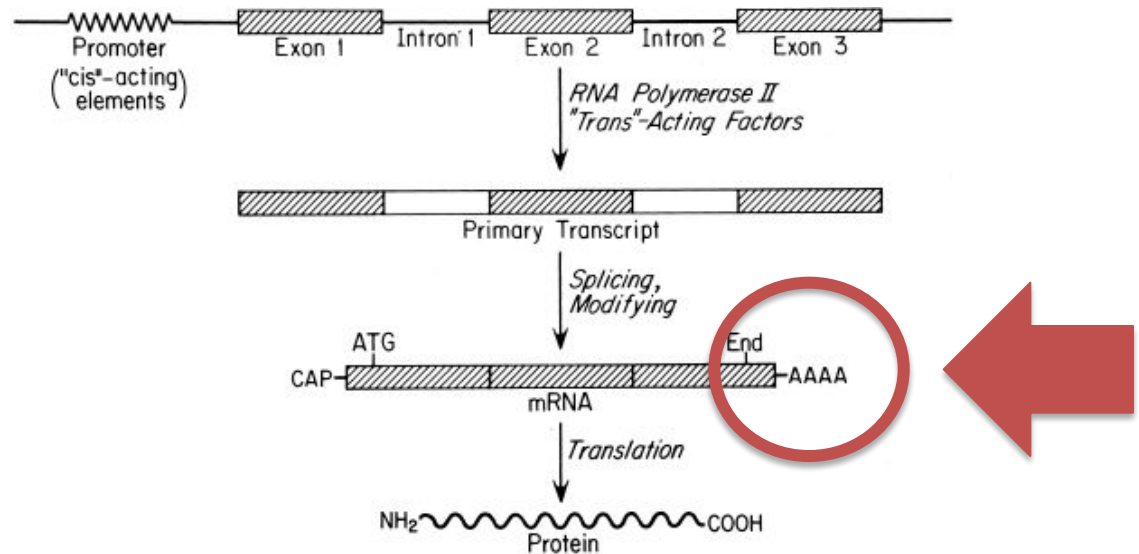 Promoter
("cis"-acting)
elements
Exon 1
Intron 1
Exon 2
Intron 2
Exon 3
RNA Polymerase II
"Trans"-Acting Factors
Primary Transcript
Splicing,
Modifying
ATG
End
CAP
AAAA
mRNA
Translation
NH₂
COOH
Protein